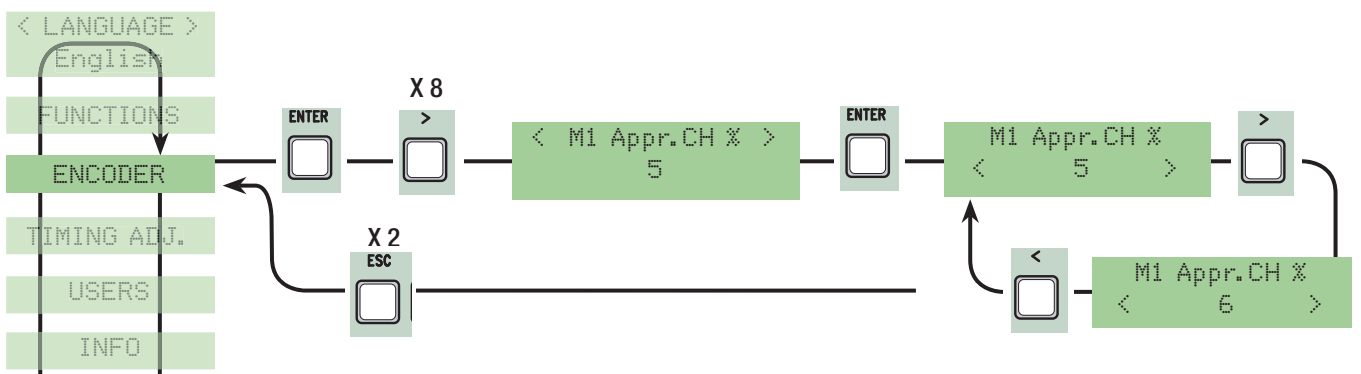 < LANGUAGE >
English
FUNCTIONS
ENCODER
TIMING ADJ.
USERS
INFO
ENTER
X 8
>
< M1 Appr.CH % >
5
ENTER
M1 Appr.CH %
< 5 >
>
M1 Appr.CH %
< 6 >
<
X 2
ESC